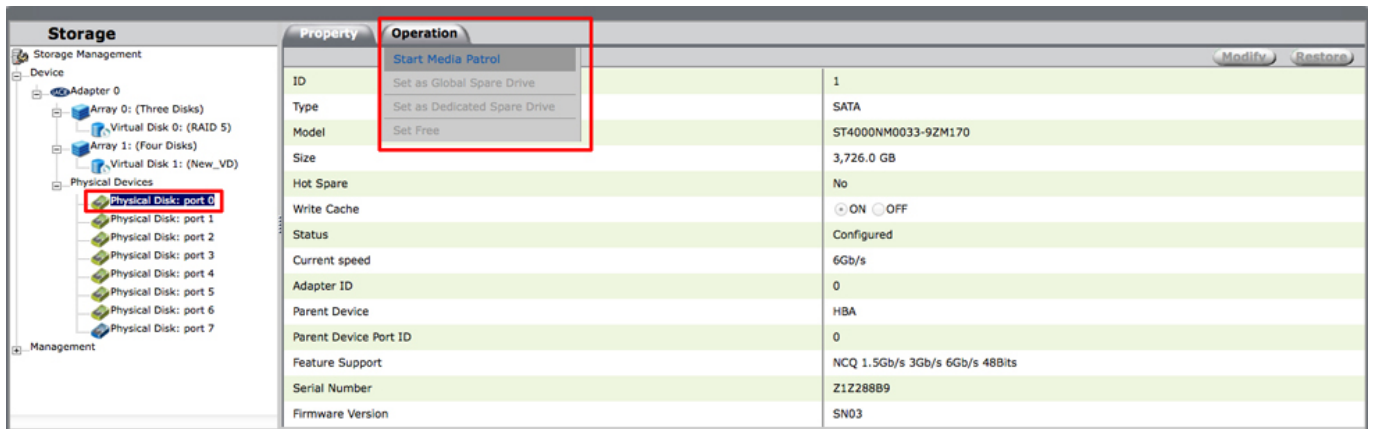 Storage
Storage Management
Device
Adapter 0
Array 0: (Three Disks)
Virtual Disk 0: (RAID 5)
Array 1: (Four Disks)
Virtual Disk 1: (New_VD)
Physical Devices
Physical Disk: port 0
Physical Disk: port 1
Physical Disk: port 2
Physical Disk: port 3
Physical Disk: port 4
Physical Disk: port 5
Physical Disk: port 6
Physical Disk: port 7
Management
Property Operation
Start Media Patrol
Set as Global Spare Drive
Set as Dedicated Spare Drive
Set Free
Modify Restore
ID 1
Type SATA
Model ST4000NM0033-9ZM170
Size 3,726.0 GB
Hot Spare No
Write Cache ON OFF
Status Configured
Current speed 6Gb/s
Adapter ID 0
Parent Device HBA
Parent Device Port ID 0
Feature Support NCQ 1.5Gb/s 3Gb/s 6Gb/s 48Bits
Serial Number Z1Z288B9
Firmware Version SN03